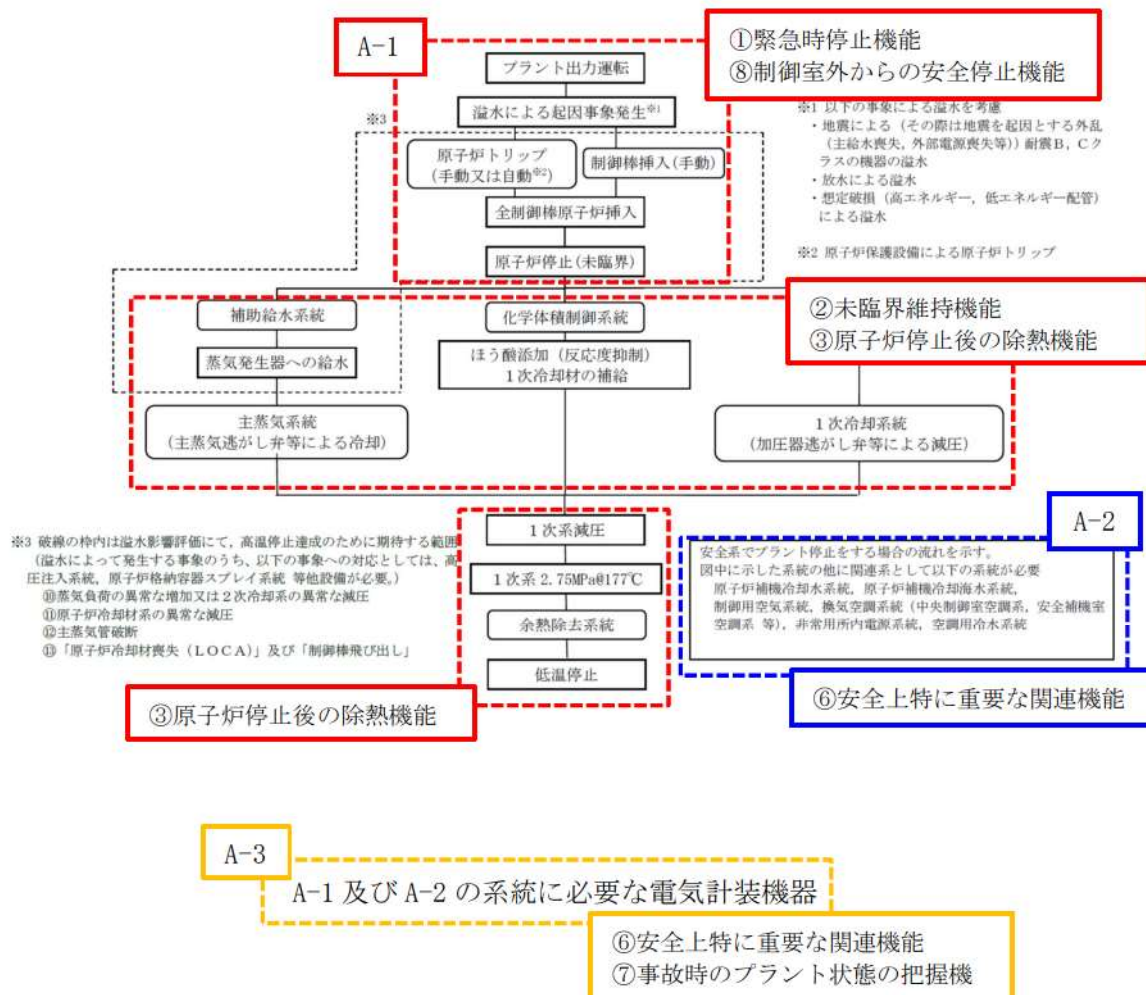 A-1
①緊急時停止機能
⑧制御室外からの安全停止機能
プラント出力運転
溢水による起因事象発生※1
※3
原子炉トリップ
(手動又は自動※2)
制御棒挿入(手動)
全制御棒原子炉挿入
原子炉停止(未臨界)
※1 以下の事象による溢水を考慮
・地震による（その際は地震を起因とする外乱
（主給水喪失，外部電源喪失等））耐震B，Cク
ラスの機器の溢水
・放水による溢水
・想定破損（高エネルギー，低エネルギー配管）
による溢水
※2 原子炉保護設備による原子炉トリップ
②未臨界維持機能
③原子炉停止後の除熱機能
補助給水系統
蒸気発生器への給水
主蒸気系統
(主蒸気逃がし弁等による冷却)
化学体積制御系統
ほう酸添加（反応度抑制）
１次冷却材の補給
１次冷却系統
(加圧器逃がし弁等による減圧)
※3 破線の枠内は溢水影響評価にて，高温停止達成のために期待する範囲
（溢水によって発生する事象のうち、以下の事象への対応としては、高
圧注入系統，原子炉格納容器スプレイ系統 等他設備が必要。）
⑩蒸気負荷の異常な増加又は２次冷却系の異常な減圧
⑪原子炉冷却材系の異常な減圧
⑫主蒸気管破断
⑬「原子炉冷却材喪失（ＬＯＣＡ）」及び「制御棒飛び出し」
１次系減圧
１次系 2.75MPa@177℃
余熱除去系統
低温停止
③原子炉停止後の除熱機能
A-2
安全系でプラント停止をする場合の流れを示す。
図中に示した系統の他に関連系として以下の系統が必要
原子炉補機冷却水系統，原子炉補機冷却海水系統，
制御用空気系統，換気空調系統（中央制御室空調系，安全補機室
空調系 等），非常用所内電源系統，空調用冷水系統
⑥安全上特に重要な関連機能
A-3
A-1 及び A-2 の系統に必要な電気計装機器
⑥安全上特に重要な関連機能
⑦事故時のプラント状態の把握機